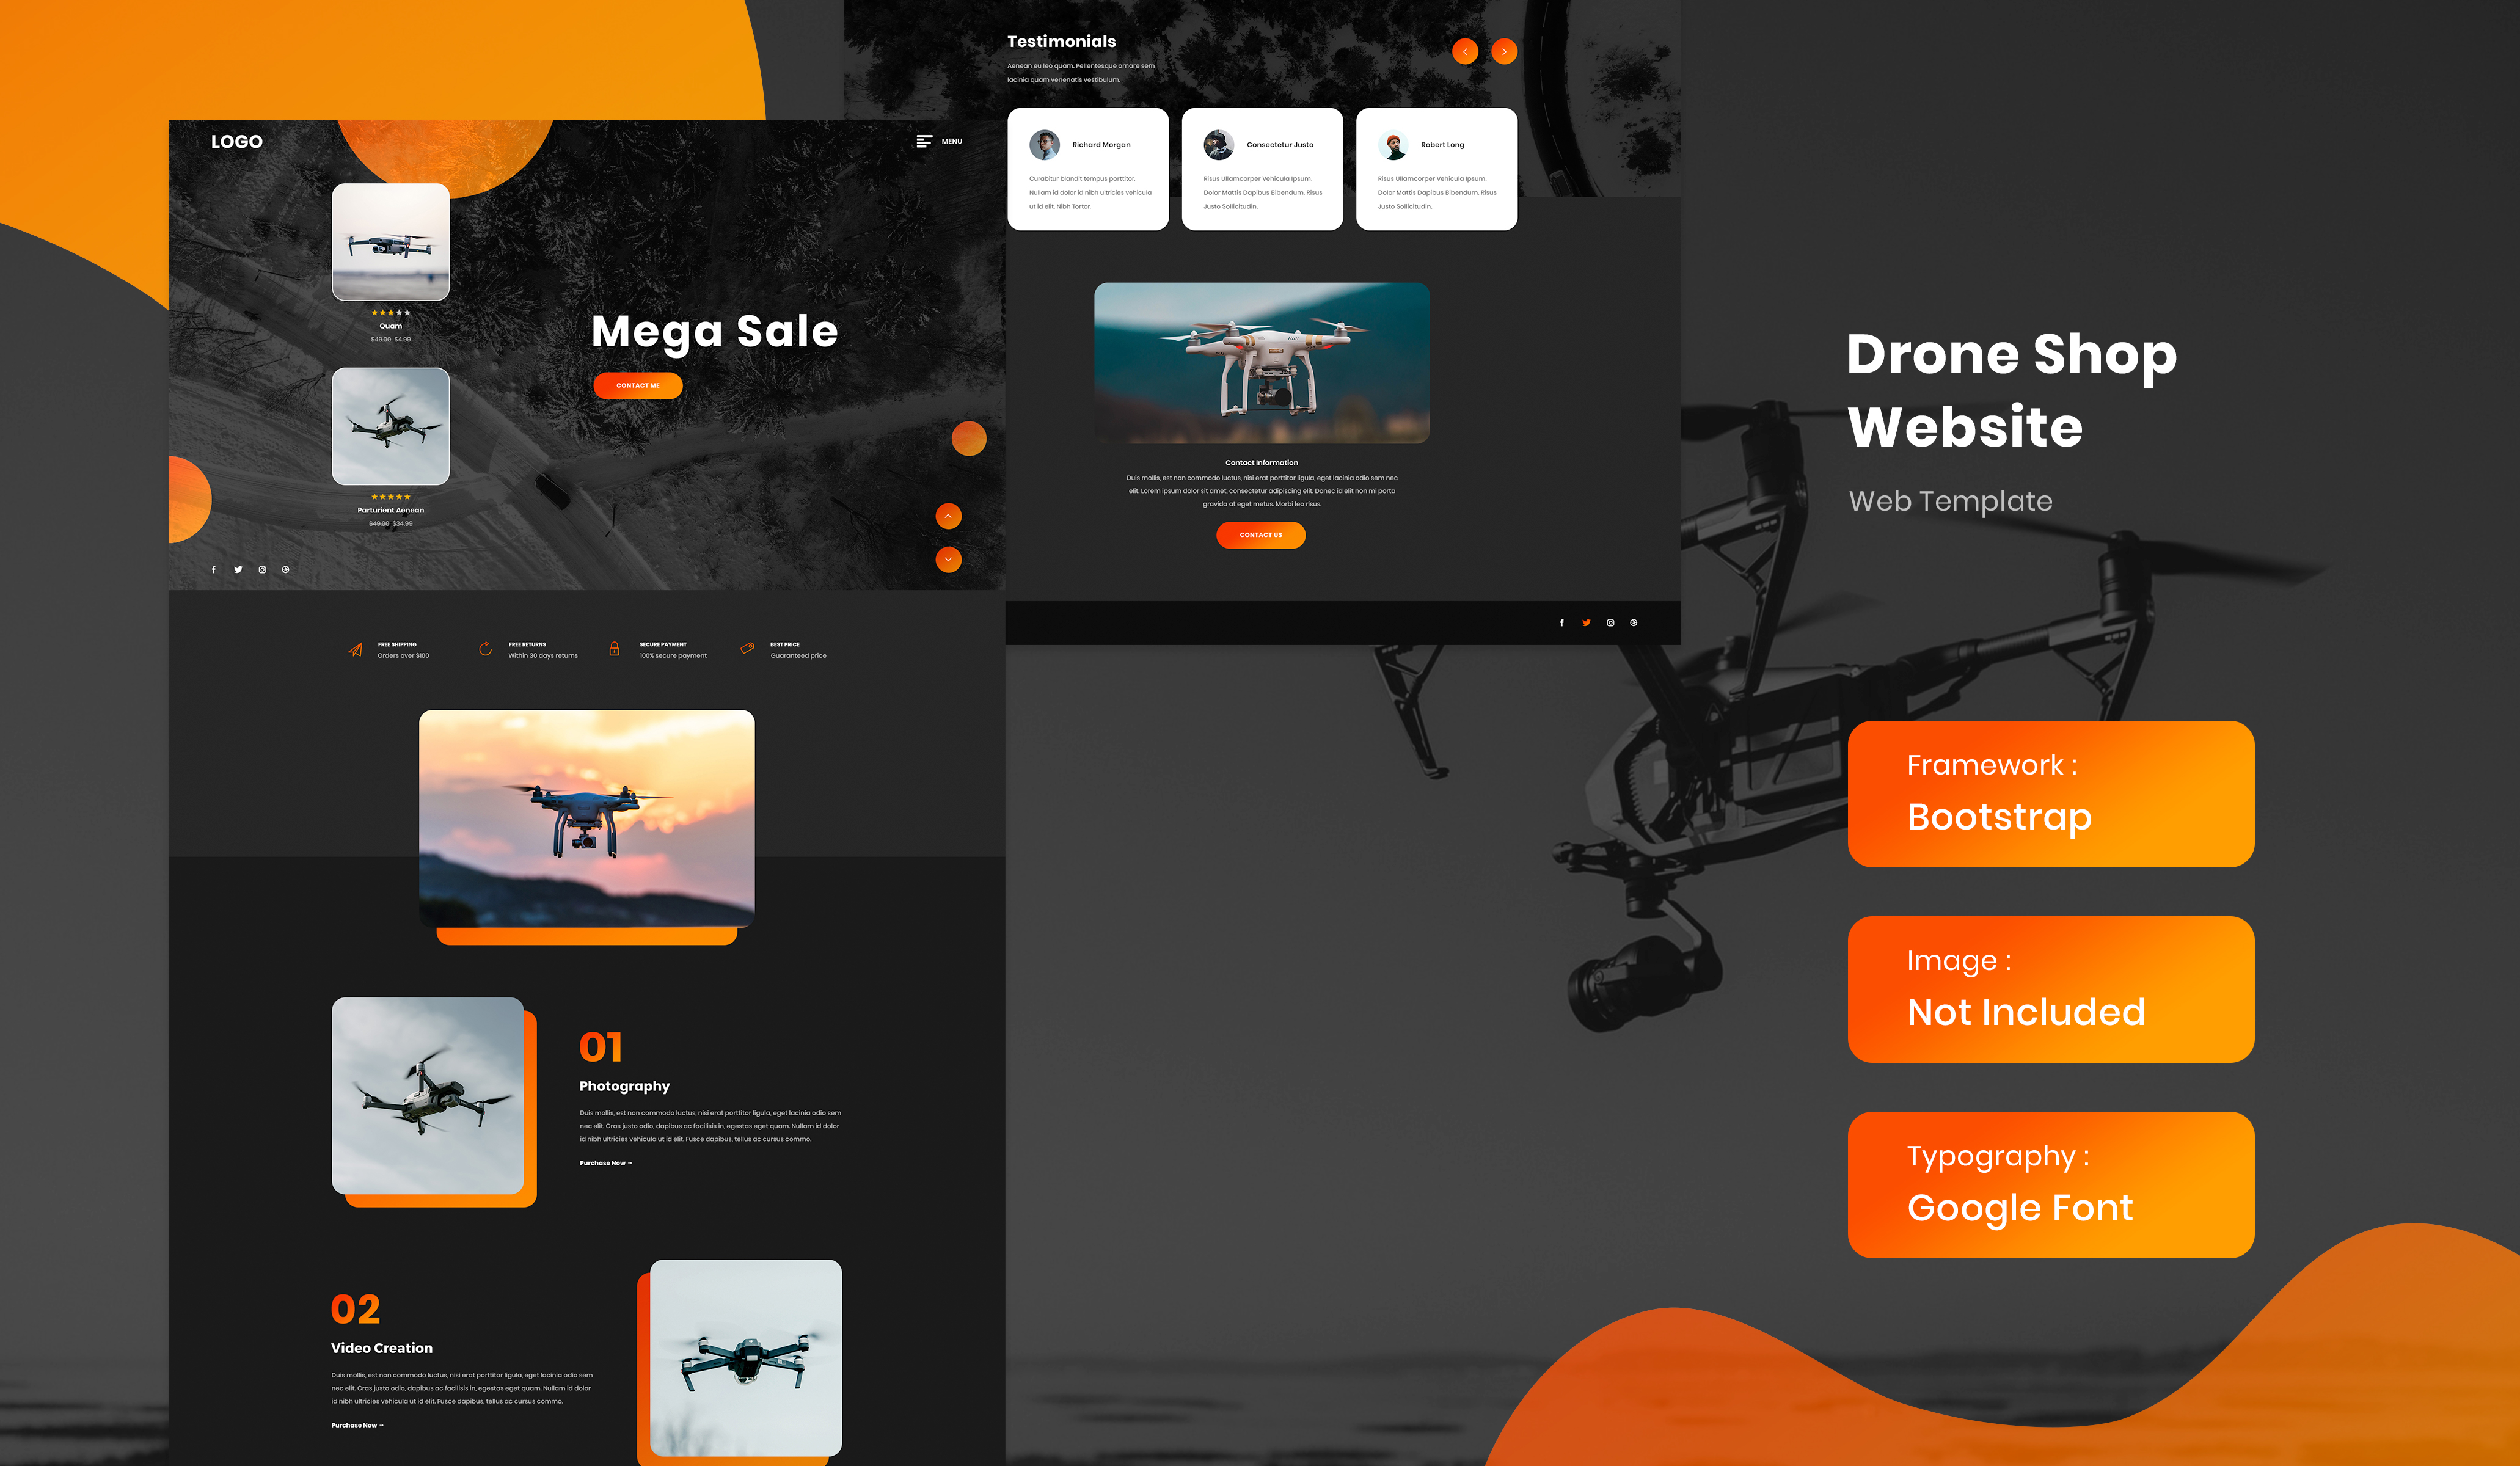 LOGO
MENU
Quam
$49.00 $4.99
Parturient Aenean
$49.00 $34.99
Mega Sale
CONTACT ME
FREE SHIPPING
Orders over $100
FREE RETURNS
Within 30 days returns
SECURE PAYMENT
100% secure payment
BEST PRICE
Guaranteed price
01
Photography
Duis mollis, est non commodo luctus, nisi erat porttitor ligula, eget lacinia odio sem
nec elit. Cras justo odio, dapibus ac facilisis in, egestas eget quam. Nullam id dolor
id nibh ultricies vehicula ut id elit. Fusce dapibus, tellus ac cursus commo.
Purchase Now →
02
Video Creation
Duis mollis, est non commodo luctus, nisi erat porttitor ligula, eget lacinia odio sem
nec elit. Cras justo odio, dapibus ac facilisis in, egestas eget quam. Nullam id dolor
id nibh ultricies vehicula ut id elit. Fusce dapibus, tellus ac cursus commo.
Purchase Now →
Testimonials
Aenean eu leo quam. Pellentesque ornare sem
lacinia quam venenatis vestibulum.
Richard Morgan
Curabitur blandit tempus porttitor.
Nullam id dolor id nibh ultricies vehicula
ut id elit. Nibh Tortor.
Consectetur Justo
Risus Ullamcorper Vehicula Ipsum.
Dolor Mattis Dapibus Bibendum. Risus
Justo Sollicitudin.
Robert Long
Risus Ullamcorper Vehicula Ipsum.
Dolor Mattis Dapibus Bibendum. Risus
Justo Sollicitudin.
Contact Information
Duis mollis, est non commodo luctus, nisi erat porttitor ligula, eget lacinia odio sem nec
elit. Lorem ipsum dolor sit amet, consectetur adipiscing elit. Donec id elit non mi porta
gravida at eget metus. Morbi leo risus.
CONTACT US
Drone Shop
Website
Web Template
Framework :
Bootstrap
Image :
Not Included
Typography :
Google Font